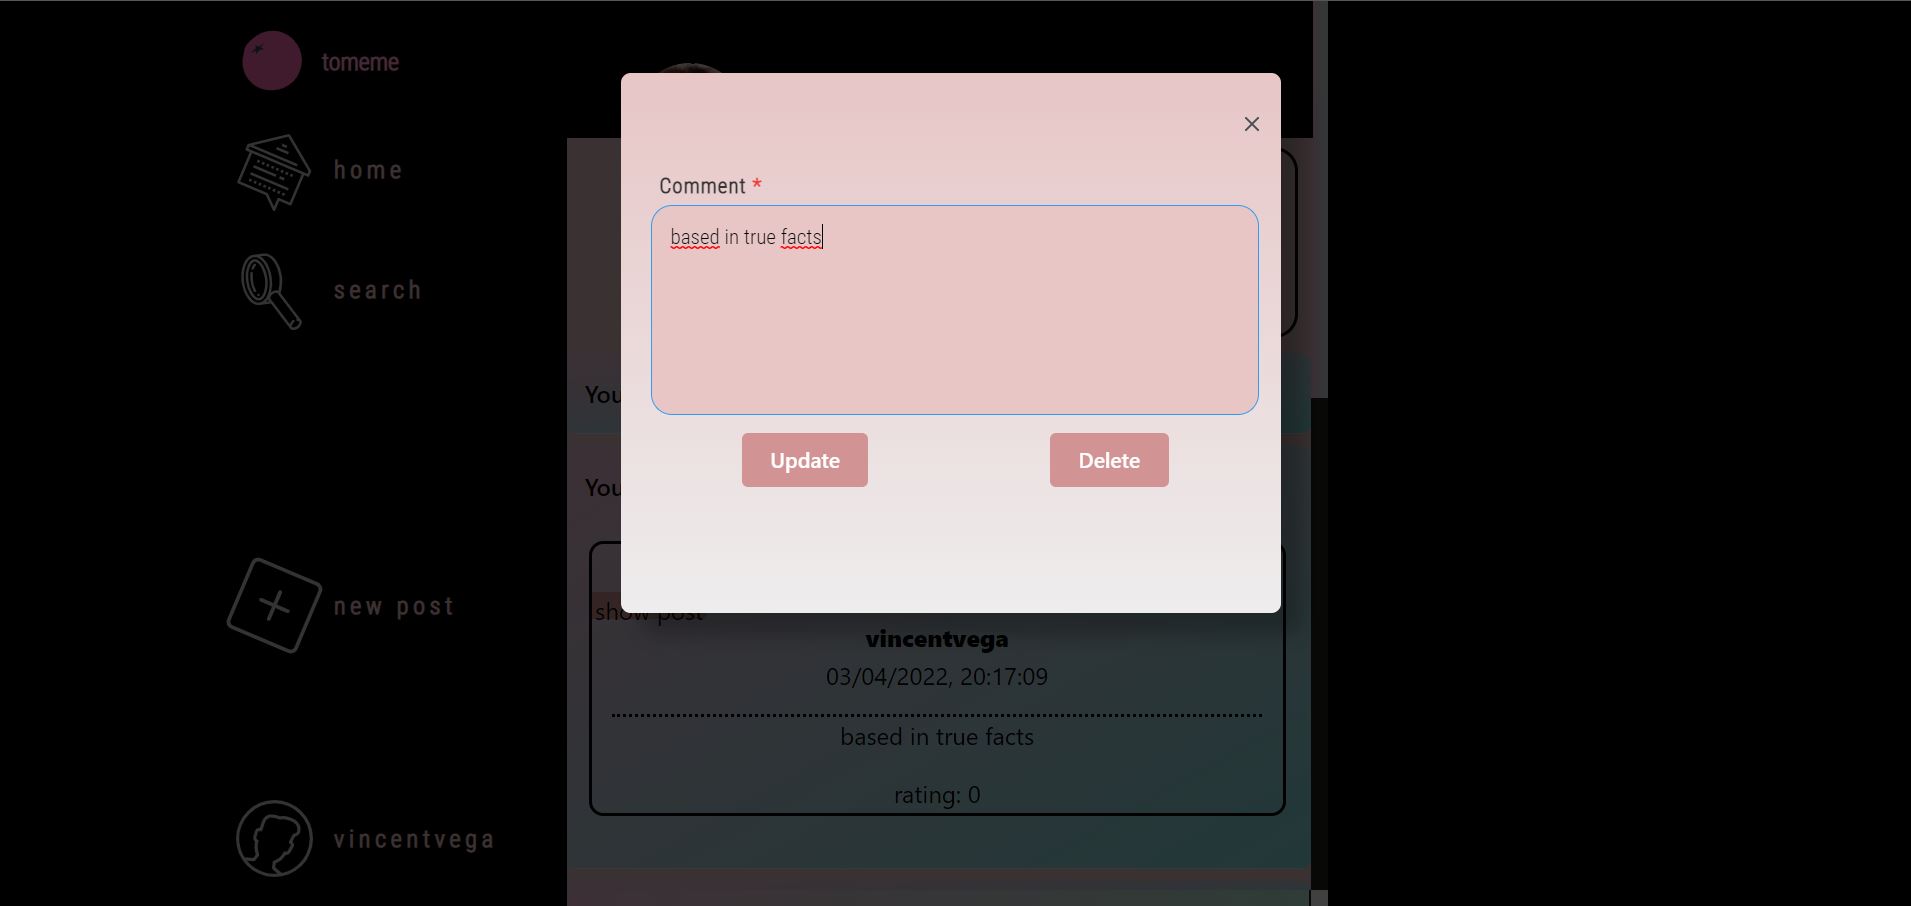 tomeme
home
search
new post
vincentvega
Comment *
based in true facts
Update
Delete
You
You
show post
vincentvega
03/04/2022, 20:17:09
based in true facts
rating: 0